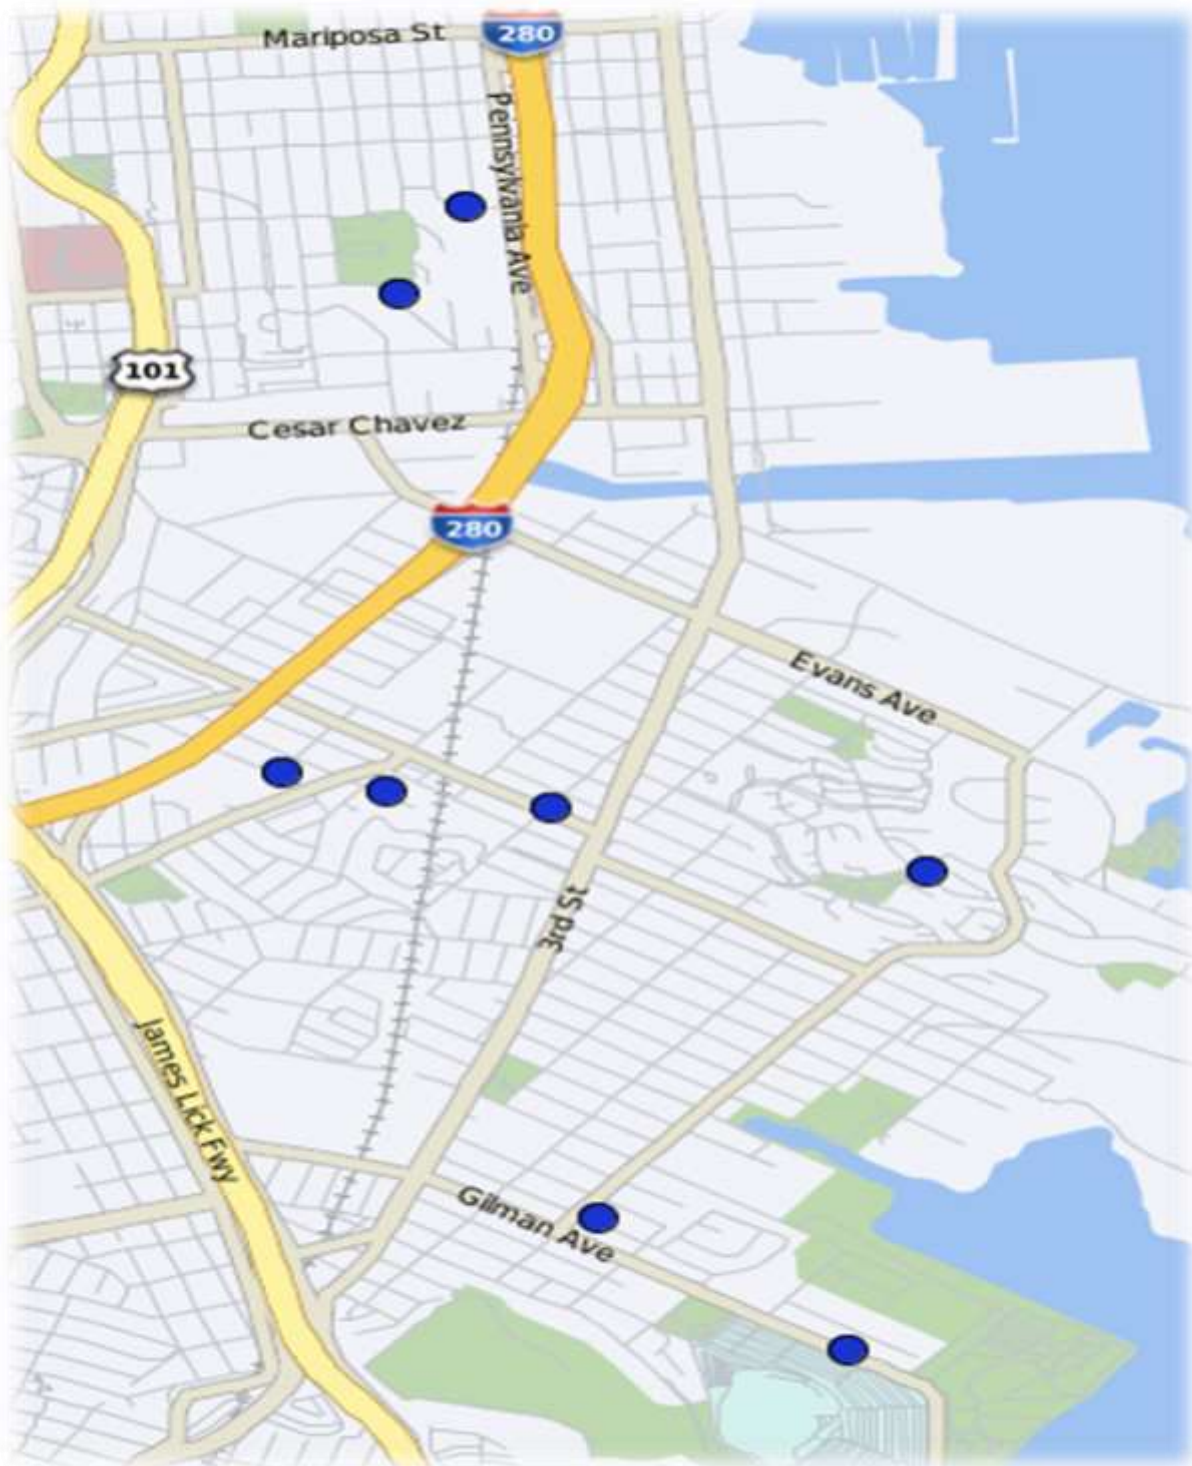 Mariposa St
280
Pennsylvania Ave
101
Cesar Chavez
280
Evans Ave
3rd St
James Lick Fwy
Gilman Ave